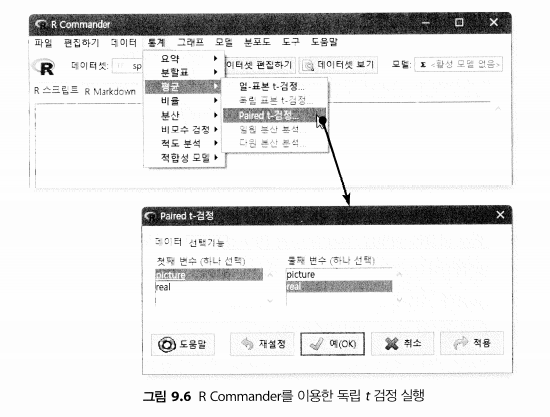 R Commander
파일 편집하기 데이터 통계 그래프 모델 분포도 도구 도움말
데이터셋: sp 데이터셋 편집하기 데이터셋 보기 모델: Σ <활성 모델 없음>
R 스크립트 R Markdown
요약
분할표
평균
비율
분산
비모수 검정
적도 분석
적합성 모델
일-표본 t-검정...
독립 표본 t-검정...
Paired t-검정...
일원 분산 분석...
다원 분산 분석...
Paired t-검정
데이터 선택기능
첫째 변수 (하나 선택) 둘째 변수 (하나 선택)
picture picture
real real
도움말 재설정 예(OK) 취소 적용
그림 9.6 R Commander를 이용한 독립 t 검정 실행